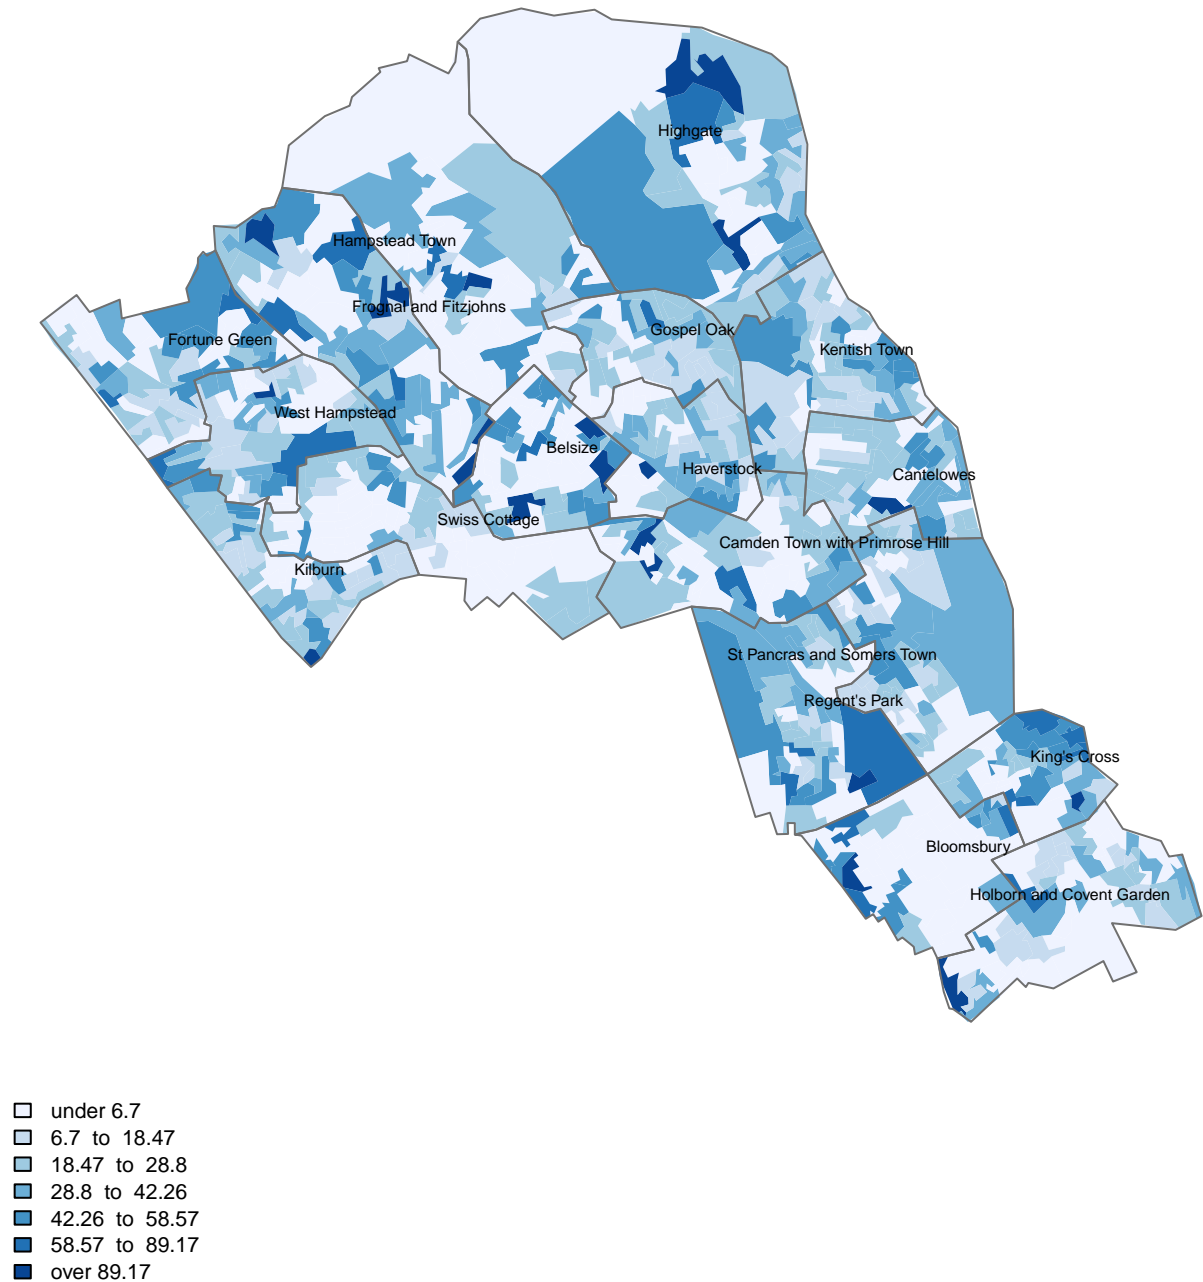 Highgate
Hampstead Town
Frognal and Fitzjohns
Gospel Oak
Fortune Green
Kentish Town
West Hampstead
Belsize
Haverstock
Cantelowes
Swiss Cottage
Camden Town with Primrose Hill
Kilburn
St Pancras and Somers Town
Regent's Park
King's Cross
Bloomsbury
Holborn and Covent Garden
under 6.7
6.7 to 18.47
18.47 to 28.8
28.8 to 42.26
42.26 to 58.57
58.57 to 89.17
over 89.17